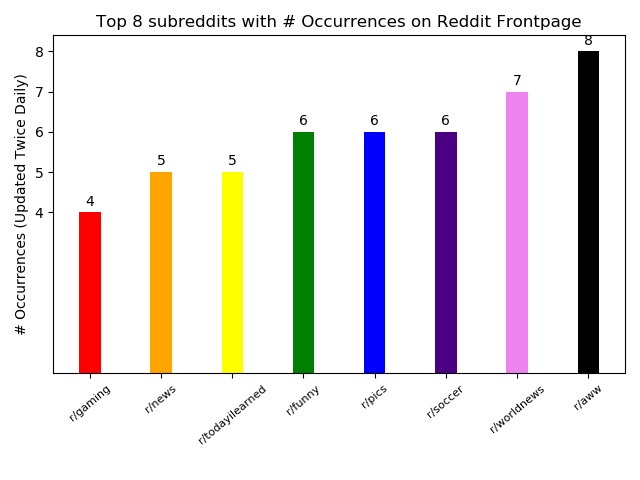 Top 8 subreddits with # Occurrences on Reddit Frontpage
# Occurrences (Updated Twice Daily)
8
7
6
5
4
4
5
5
6
6
6
7
8
r/gaming
r/news
r/todayilearned
r/funny
r/pics
r/soccer
r/worldnews
r/aww